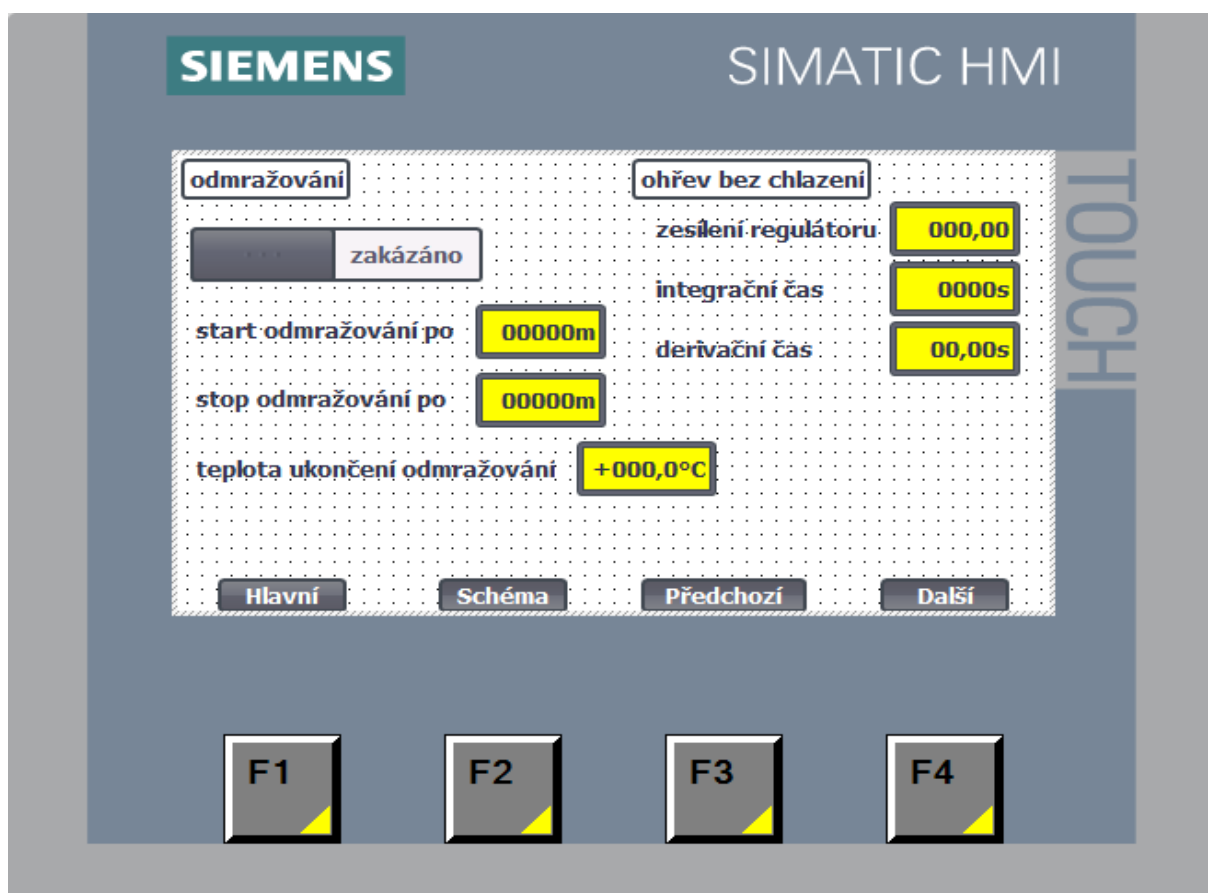 SIEMENS
SIMATIC HMI
TOUCH
odmražování
zakázáno
start odmražování po 00000m
stop odmražování po 00000m
teplota ukončení odmražování +000,0°C
ohřev bez chlazení
zesílení regulátoru 000,00
integrační čas 0000s
derivační čas 00,00s
Hlavní Schéma Předchozí Další
F1 F2 F3 F4